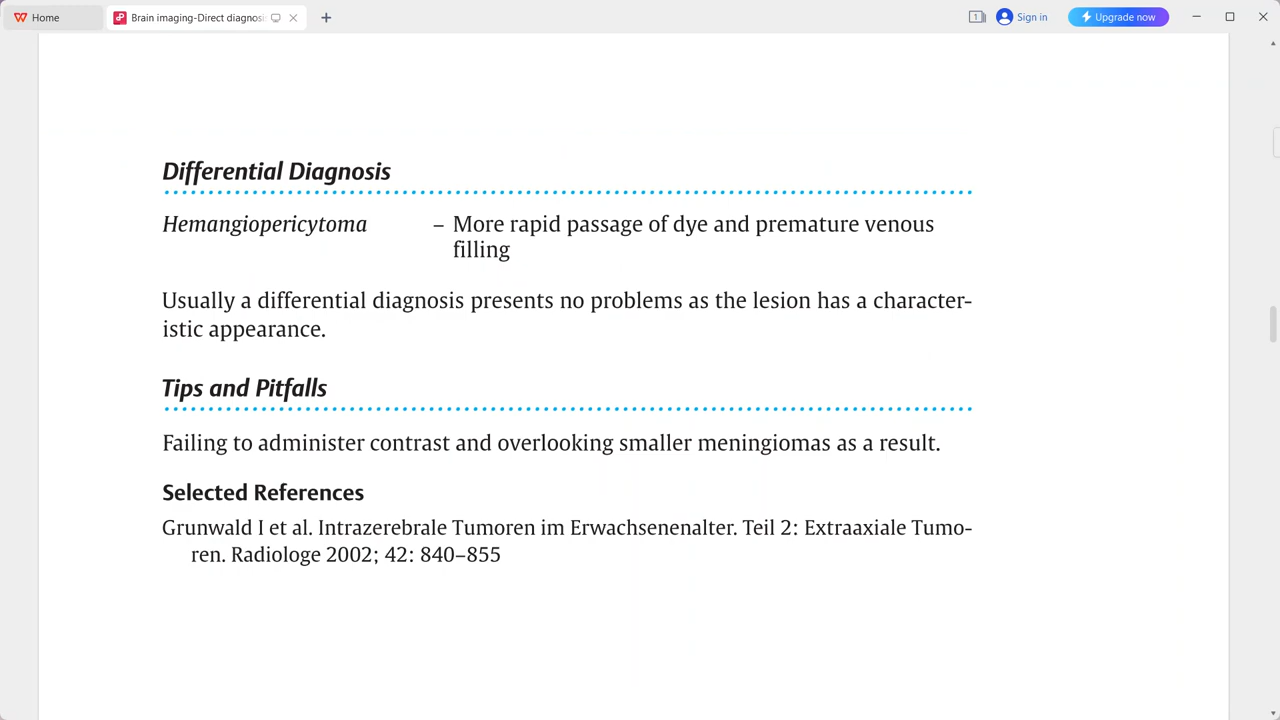 Home
Brain imaging-Direct diagnosi
1
Sign in
Upgrade now
Differential Diagnosis
Hemangiopericytoma – More rapid passage of dye and premature venous
filling
Usually a differential diagnosis presents no problems as the lesion has a character-
istic appearance.
Tips and Pitfalls
Failing to administer contrast and overlooking smaller meningiomas as a result.
Selected References
Grunwald I et al. Intrazerebrale Tumoren im Erwachsenenalter. Teil 2: Extraaxiale Tumo-
ren. Radiologe 2002; 42: 840–855